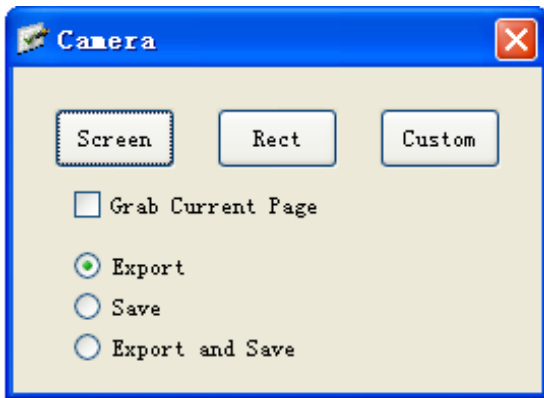 Camera
Screen Rect Custom
Grab Current Page
Export
Save
Export and Save